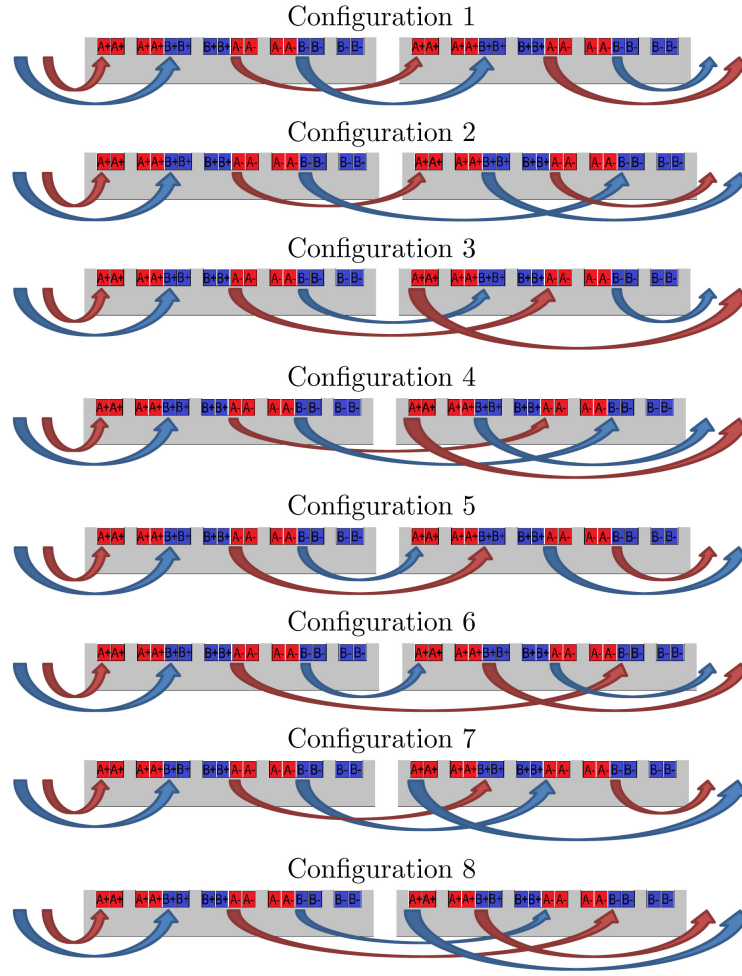 Configuration 1
A+A+ A+A+B+B+ B+B+A-A- A-A-B-B- B-B- A+A+ A+A+B+B+ B+B+A-A- A-A-B-B- B-B-
Configuration 2
A+A+ A+A+B+B+ B+B+A-A- A-A-B-B- B-B- A+A+ A+A+B+B+ B+B+A-A- A-A-B-B- B-B-
Configuration 3
A+A+ A+A+B+B+ B+B+A-A- A-A-B-B- B-B- A+A+ A+A+B+B+ B+B+A-A- A-A-B-B- B-B-
Configuration 4
A+A+ A+A+B+B+ B+B+A-A- A-A-B-B- B-B- A+A+ A+A+B+B+ B+B+A-A- A-A-B-B- B-B-
Configuration 5
A+A+ A+A+B+B+ B+B+A-A- A-A-B-B- B-B- A+A+ A+A+B+B+ B+B+A-A- A-A-B-B- B-B-
Configuration 6
A+A+ A+A+B+B+ B+B+A-A- A-A-B-B- B-B- A+A+ A+A+B+B+ B+B+A-A- A-A-B-B- B-B-
Configuration 7
A+A+ A+A+B+B+ B+B+A-A- A-A-B-B- B-B- A+A+ A+A+B+B+ B+B+A-A- A-A-B-B- B-B-
Configuration 8
A+A+ A+A+B+B+ B+B+A-A- A-A-B-B- B-B- A+A+ A+A+B+B+ B+B+A-A- A-A-B-B- B-B-